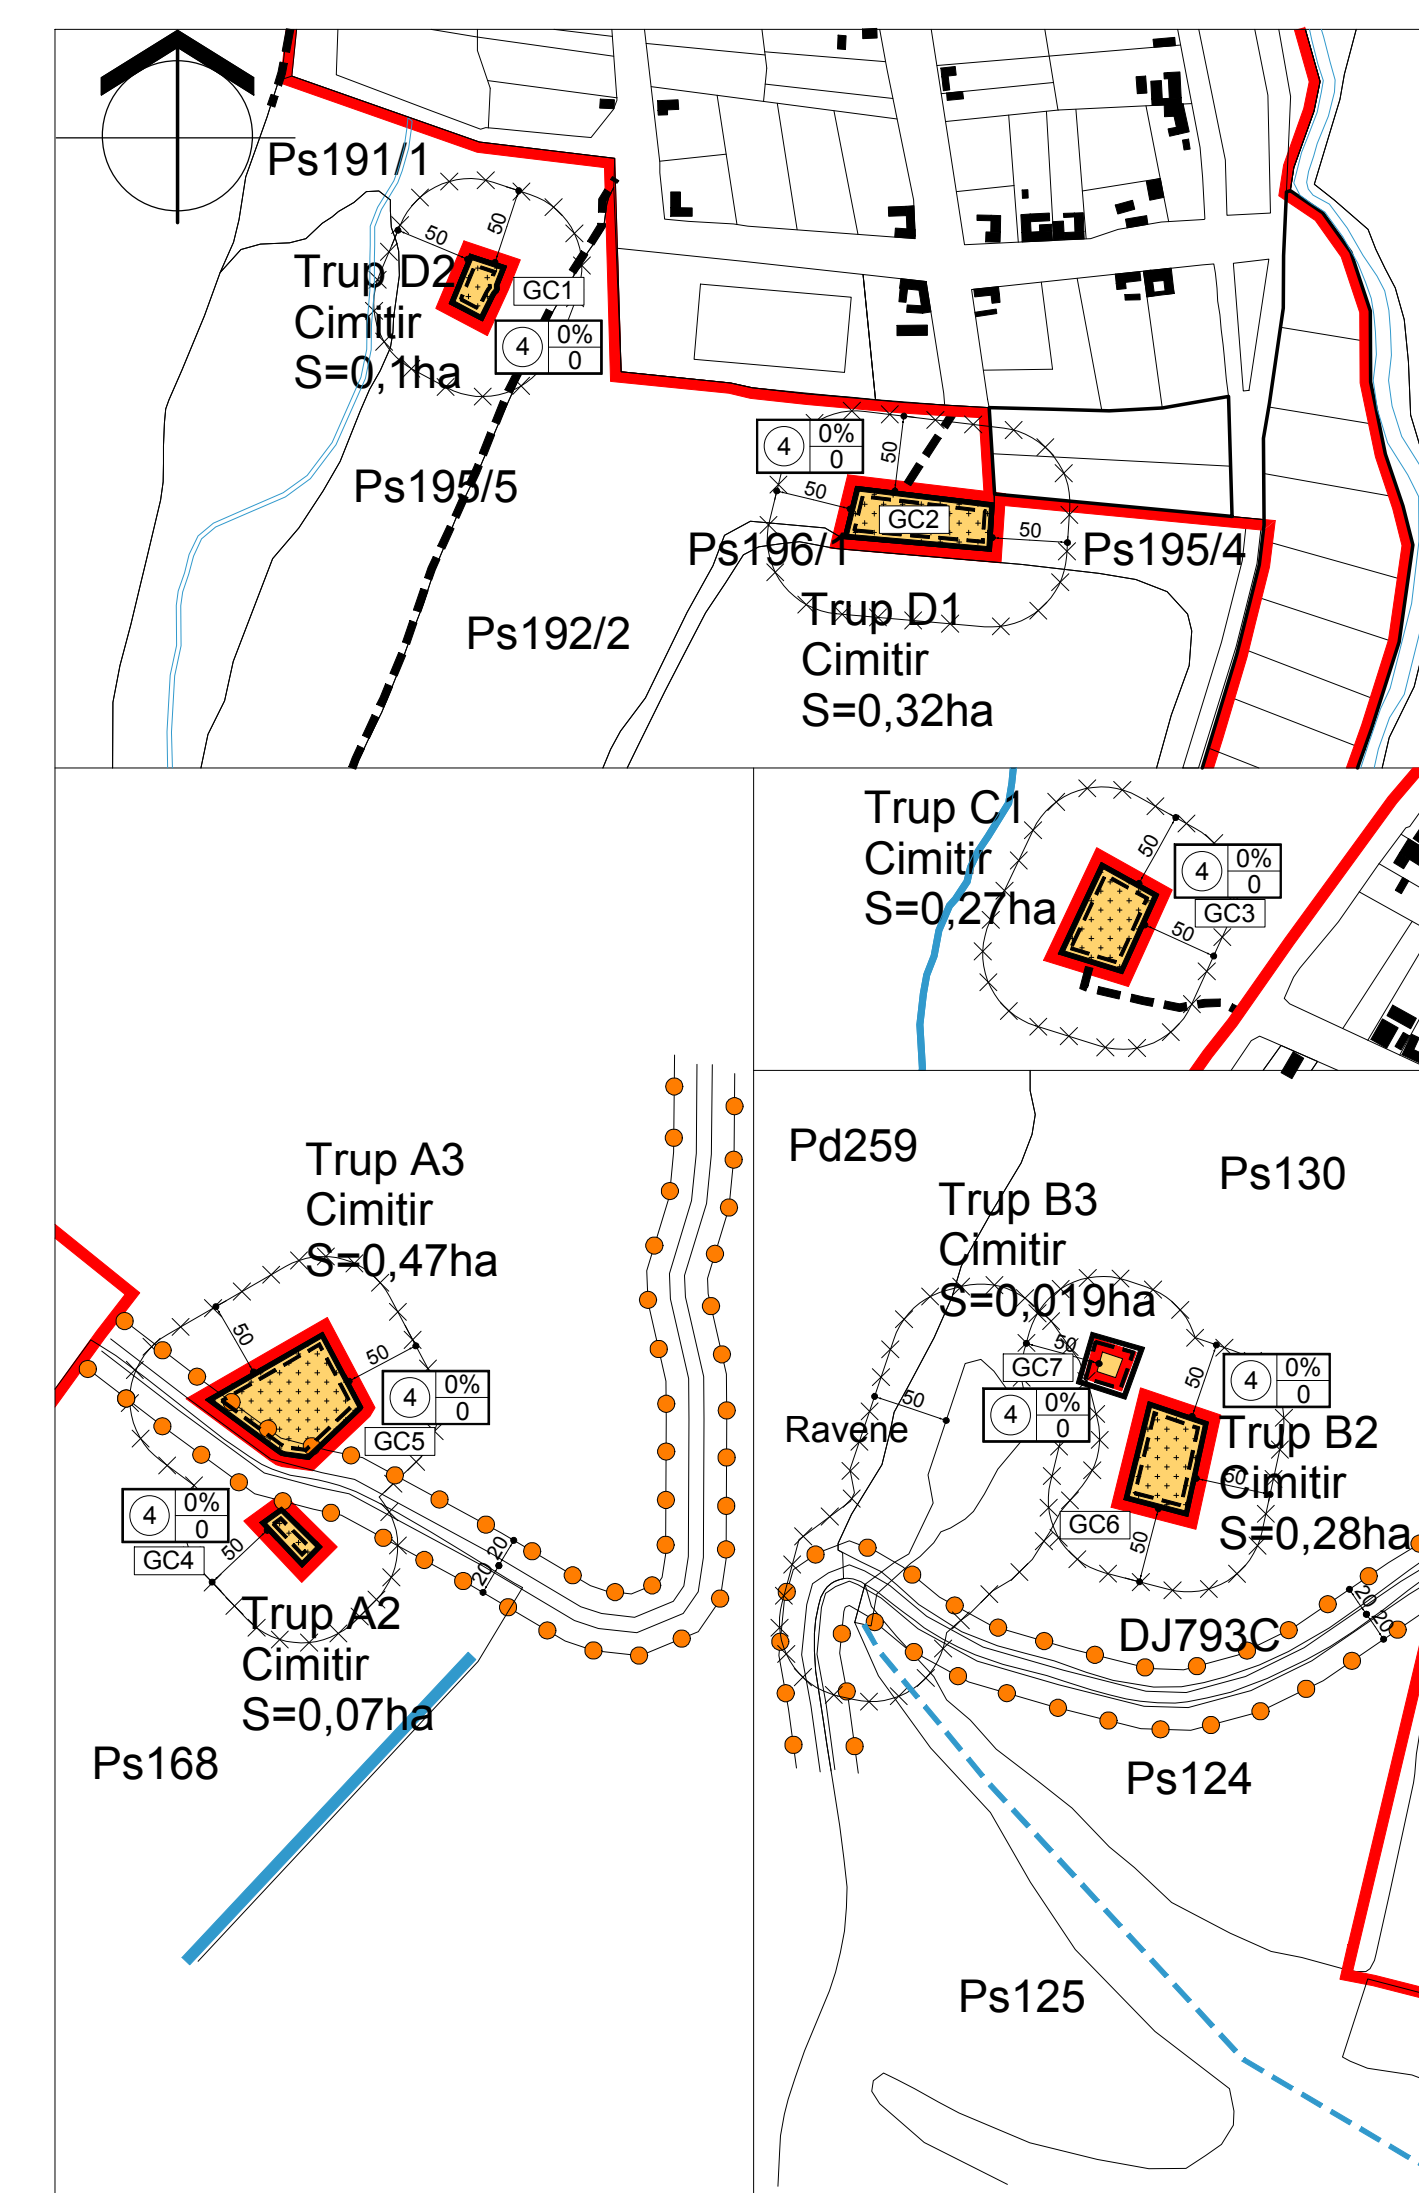 Ps191/1
50
50
Trup D2
Cimitir
S=0,1ha
GC1
4
0%
0
Ps195/5
4
0%
0
50
50
GC2
50
Ps196/1
Ps195/4
Ps192/2
Trup D1
Cimitir
S=0,32ha
Trup C1
Cimitir
S=0,27ha
50
4
0%
0
GC3
50
Trup A3
Cimitir
S=0,47ha
50
50
4
0%
0
GC5
4
0%
0
GC4
50
20
20
Trup A2
Cimitir
S=0,07ha
Ps168
Pd259
Ps130
Trup B3
Cimitir
S=0,019ha
50
GC7
4
0%
0
50
Ravene
50
4
0%
0
Trup B2
Cimitir
S=0,28ha
50
GC6
50
DJ793C
20
20
Ps124
Ps125